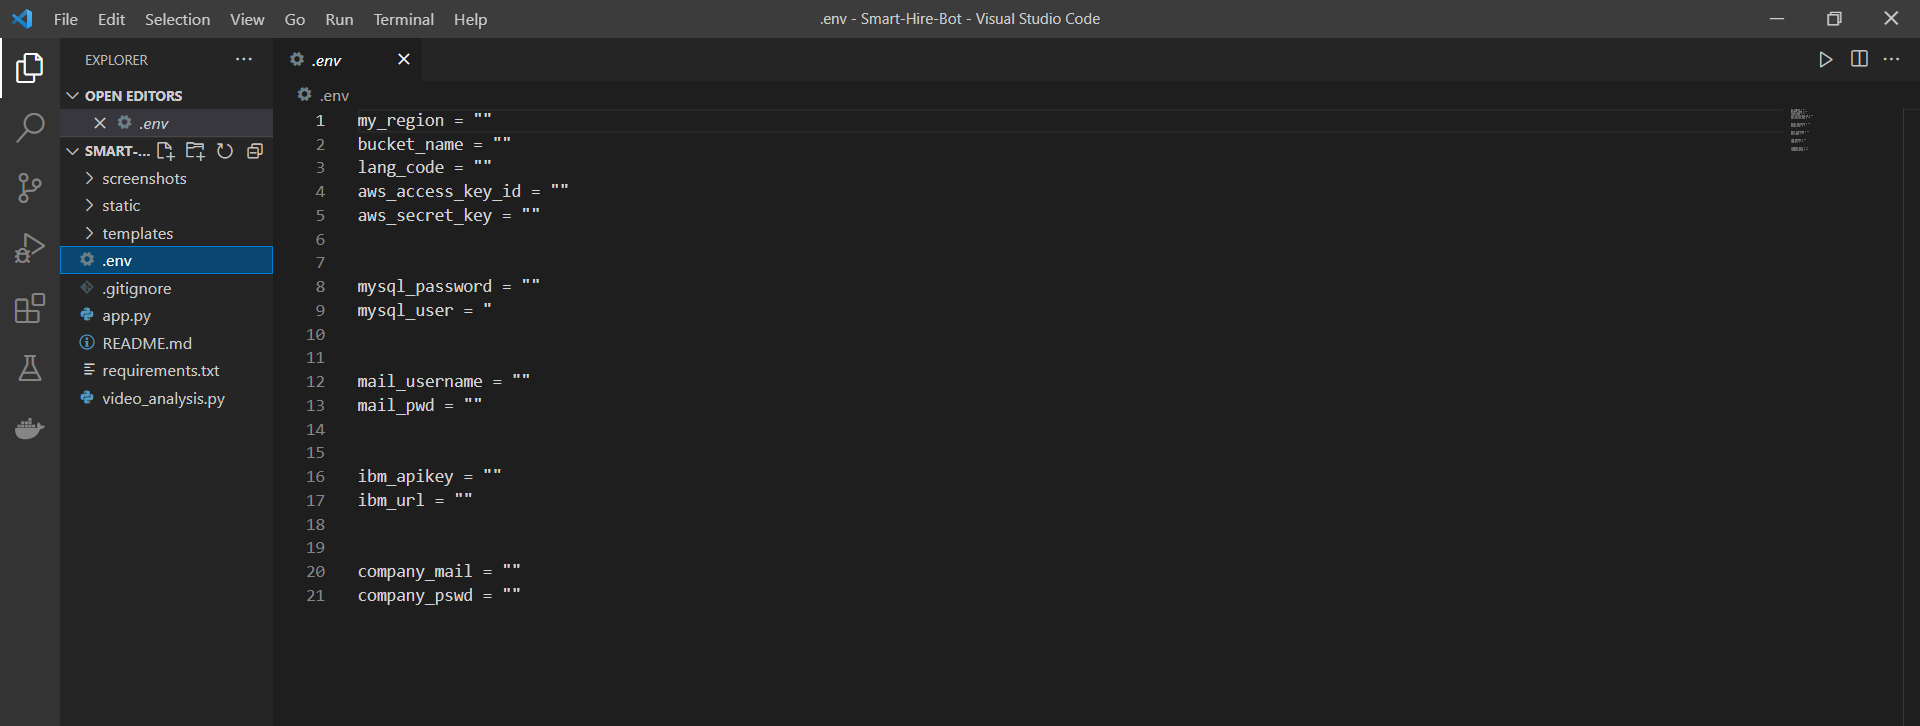 File Edit Selection View Go Run Terminal Help
.env - Smart-Hire-Bot - Visual Studio Code
EXPLORER
OPEN EDITORS
.env
SMART-...
screenshots
static
templates
.env
.gitignore
app.py
README.md
requirements.txt
video_analysis.py
.env
.env
1 my_region = ""
2 bucket_name = ""
3 lang_code = ""
4 aws_access_key_id = ""
5 aws_secret_key = ""
6
7
8 mysql_password = ""
9 mysql_user = "
10
11
12 mail_username = ""
13 mail_pwd = ""
14
15
16 ibm_apikey = ""
17 ibm_url = ""
18
19
20 company_mail = ""
21 company_pswd = ""